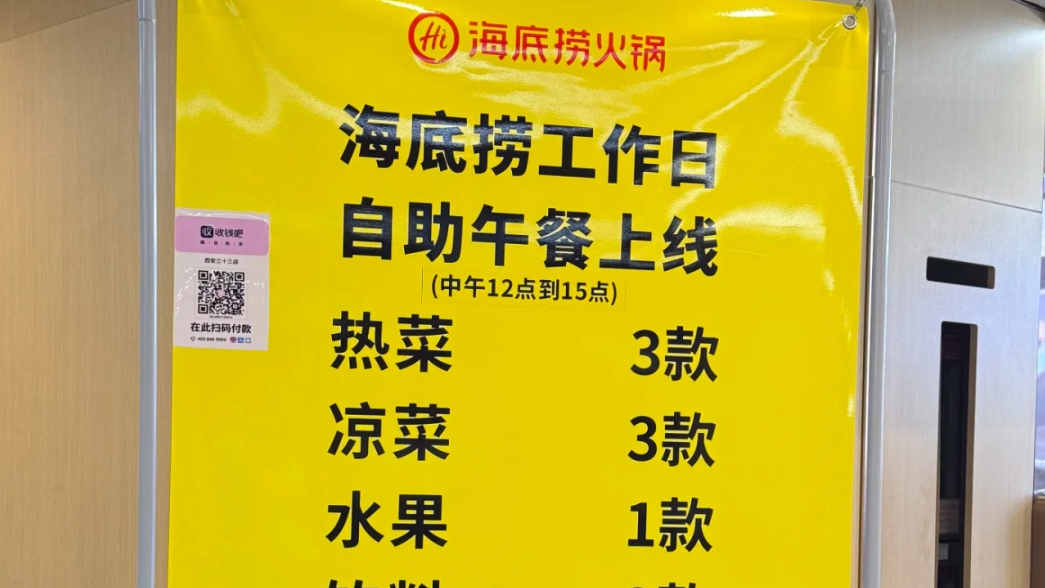 Hi 海底捞火锅
海底捞工作日
自助午餐上线
(中午12点到15点)
热菜 3款
凉菜 3款
水果 1款
收钱吧
在此扫码付款